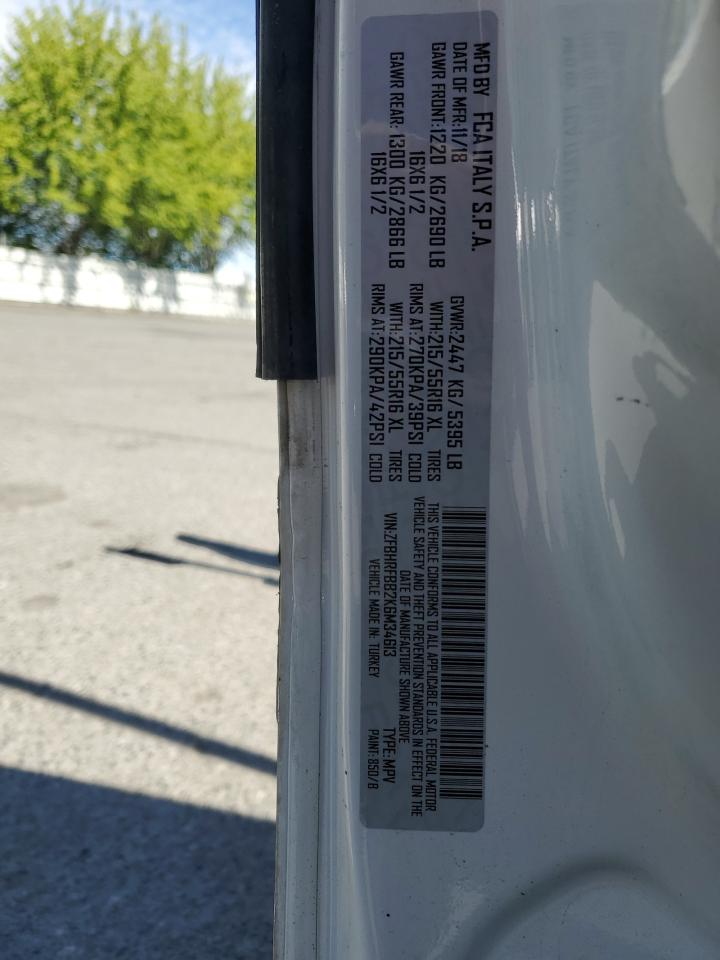 MFD BY FCA ITALY S.P.A.
DATE OF MFR:11/18 GVWR:2447 KG/5395 LB
GAWR FRONT:1220 KG/2690 LB WITH:215/55R16 XL TIRES
16X6 1/2 RIMS AT:270KPA/39PSI COLD
GAWR REAR: 1300 KG/2866 LB WITH:215/55R16 XL TIRES
16X6 1/2 RIMS AT:290KPA/42PSI COLD
THIS VEHICLE CONFORMS TO ALL APPLICABLE U.S.A. FEDERAL MOTOR
VEHICLE SAFETY AND THEFT PREVENTION STANDARDS IN EFFECT ON THE
DATE OF MANUFACTURE SHOWN ABOVE
VIN:ZFBHRFBB2K6M34613 TYPE:MPV
VEHICLE MADE IN: TURKEY PAINT:850/B